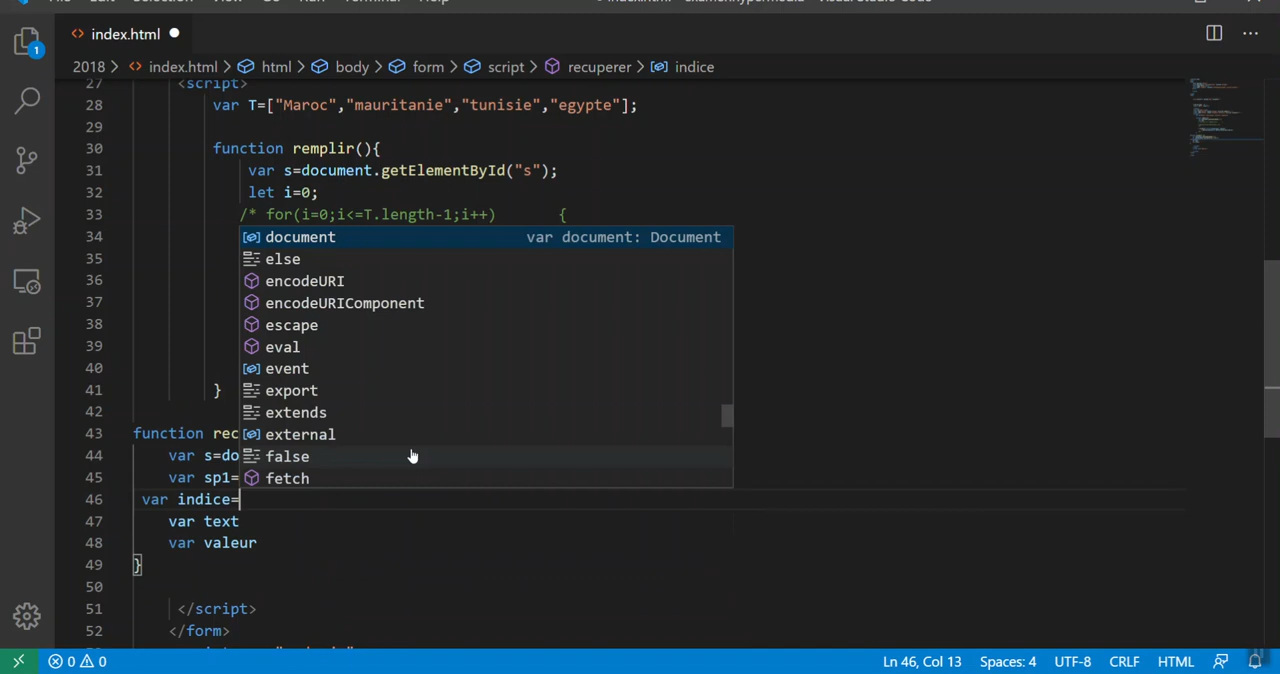 index.html
2018 > index.html > html > body > form > script > recuperer > indice
27 <script>
28 var T=["Maroc","mauritanie","tunisie","egypte"];
29
30 function remplir(){
31 var s=document.getElementById("s");
32 let i=0;
33 /* for(i=0;i<=T.length-1;i++) {
34 document var document: Document
35 else
36 encodeURI
37 encodeURIComponent
38 escape
39 eval
40 event
41 } export
42 extends
43 function rec external
44 var s=do false
45 var sp1= fetch
46 var indice=
47 var text
48 var valeur
49 }
50
51 </script>
52 </form>
0 0
Ln 46, Col 13 Spaces: 4 UTF-8 CRLF HTML
1